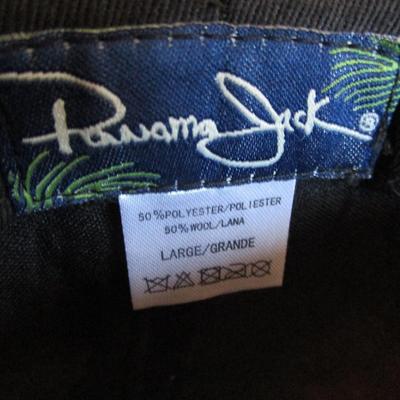 Panama Jack ®
50%POLYESTER/POLIESTER
50%WOOL/LANA
LARGE/GRANDE